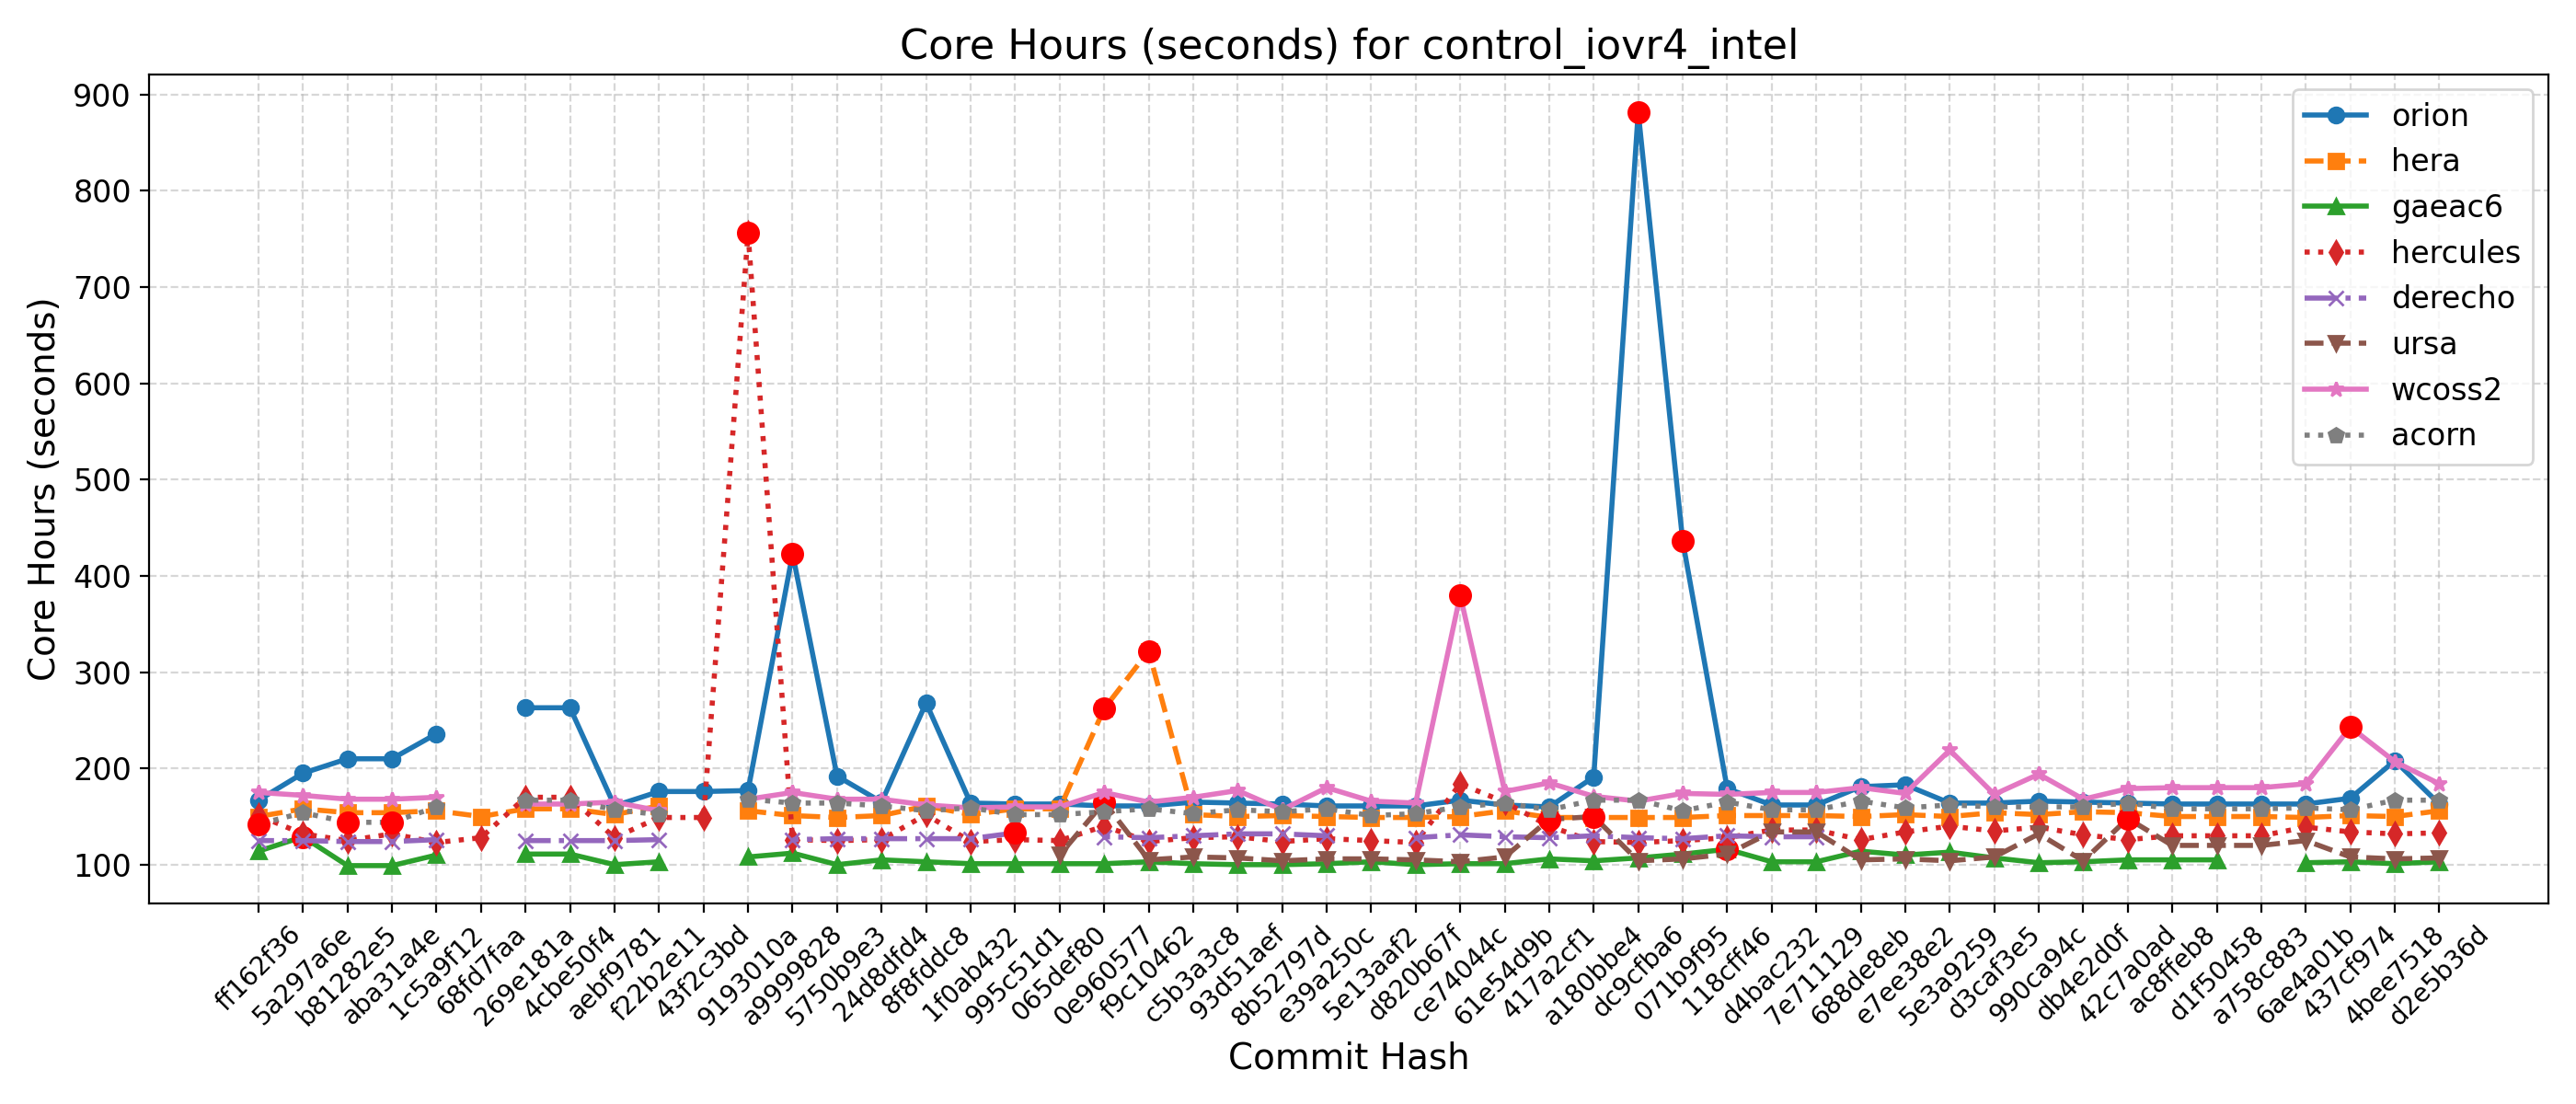 Core Hours (seconds) for control_iovr4_intel
Core Hours (seconds)
900
800
700
600
500
400
300
200
100
orion
hera
gaeac6
hercules
derecho
ursa
wcoss2
acorn
ff162f36
5a297a6e
b81282e5
aba31a4e
1c5a9f12
68fd7faa
269e181a
4cbe50f4
aebf9781
f22b2e11
43f2c3bd
9193010a
a9999828
5750b9e3
24d8dfd4
8f8fddc8
1f0ab432
995c51d1
065def80
0e960577
f9c10462
c5b3a3c8
93d51aef
8b52797d
e39a250c
5e13aaf2
d820b67f
ce74044c
61e54d9b
417a2cf1
a180bbe4
dc9cfba6
071b9f95
118cff46
d4bac232
7e711129
688de8eb
e7ee38e2
5e3a9259
d3caf3e5
990ca94c
db4e2d0f
42c7a0ad
ac8ffeb8
d1f50458
a758c883
6ae4a01b
437cf974
4bee7518
d2e5b36d
Commit Hash